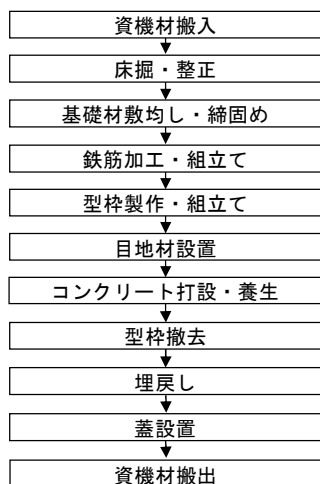 資機材搬入
床掘・整正
基礎材敷均し・締固め
鉄筋加工・組立て
型枠製作・組立て
目地材設置
コンクリート打設・養生
型枠撤去
埋戻し
蓋設置
資機材搬出